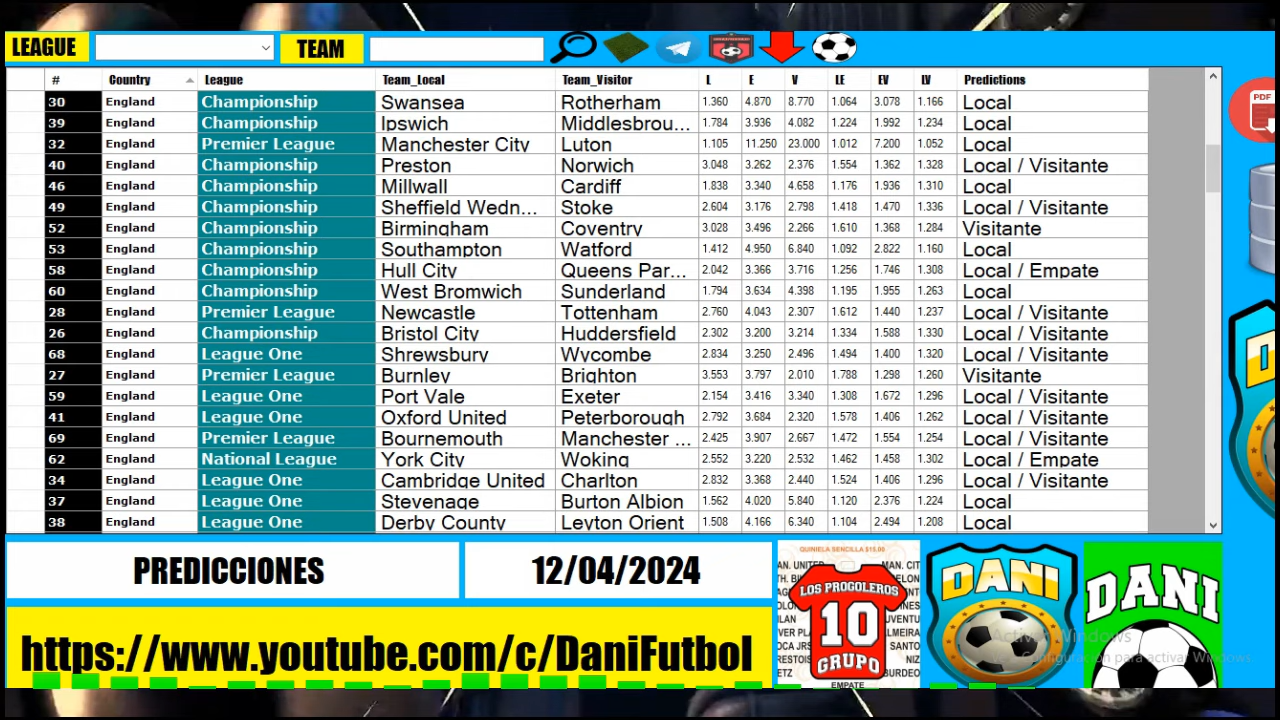 LEAGUE TEAM
# Country League Team_Local Team_Visitor L E V LE EV LV Predictions
30 England Championship Swansea Rotherham 1.360 4.870 8.770 1.064 3.078 1.166 Local
39 England Championship Ipswich Middlesbrou... 1.784 3.936 4.082 1.224 1.992 1.234 Local
32 England Premier League Manchester City Luton 1.105 11.250 23.000 1.012 7.200 1.052 Local
40 England Championship Preston Norwich 3.048 3.262 2.376 1.554 1.362 1.328 Local / Visitante
46 England Championship Millwall Cardiff 1.838 3.340 4.658 1.176 1.936 1.310 Local
49 England Championship Sheffield Wedn... Stoke 2.604 3.176 2.798 1.418 1.470 1.336 Local / Visitante
52 England Championship Birmingham Coventry 3.028 3.496 2.266 1.610 1.368 1.284 Visitante
53 England Championship Southampton Watford 1.412 4.950 6.840 1.092 2.822 1.160 Local
58 England Championship Hull City Queens Par... 2.042 3.366 3.716 1.256 1.746 1.308 Local / Empate
60 England Championship West Bromwich Sunderland 1.794 3.634 4.398 1.195 1.955 1.263 Local
28 England Premier League Newcastle Tottenham 2.760 4.043 2.307 1.612 1.440 1.237 Local / Visitante
26 England Championship Bristol City Huddersfield 2.302 3.200 3.214 1.334 1.588 1.330 Local / Visitante
68 England League One Shrewsbury Wycombe 2.834 3.250 2.496 1.494 1.400 1.320 Local / Visitante
27 England Premier League Burnley Brighton 3.553 3.797 2.010 1.788 1.298 1.260 Visitante
59 England League One Port Vale Exeter 2.154 3.416 3.340 1.308 1.672 1.296 Local / Visitante
41 England League One Oxford United Peterborough 2.792 3.684 2.320 1.578 1.406 1.262 Local / Visitante
69 England Premier League Bournemouth Manchester ... 2.425 3.907 2.667 1.472 1.554 1.254 Local / Visitante
62 England National League York City Woking 2.552 3.220 2.532 1.462 1.458 1.302 Local / Empate
34 England League One Cambridge United Charlton 2.832 3.368 2.440 1.524 1.406 1.296 Local / Visitante
37 England League One Stevenage Burton Albion 1.562 4.020 5.840 1.120 2.376 1.224 Local
38 England League One Derby County Leyton Orient 1.508 4.166 6.340 1.104 2.494 1.208 Local
PDF
PREDICCIONES 12/04/2024
https://www.youtube.com/c/DaniFutbol
QUINIELA SENCILLA $15.00
AN. UNITE MAN. CIT
LOS PROGOLEROS
10
GRUPO
EMPATE
DANI
DANI
Activar Windows
Configuración para activar Windows